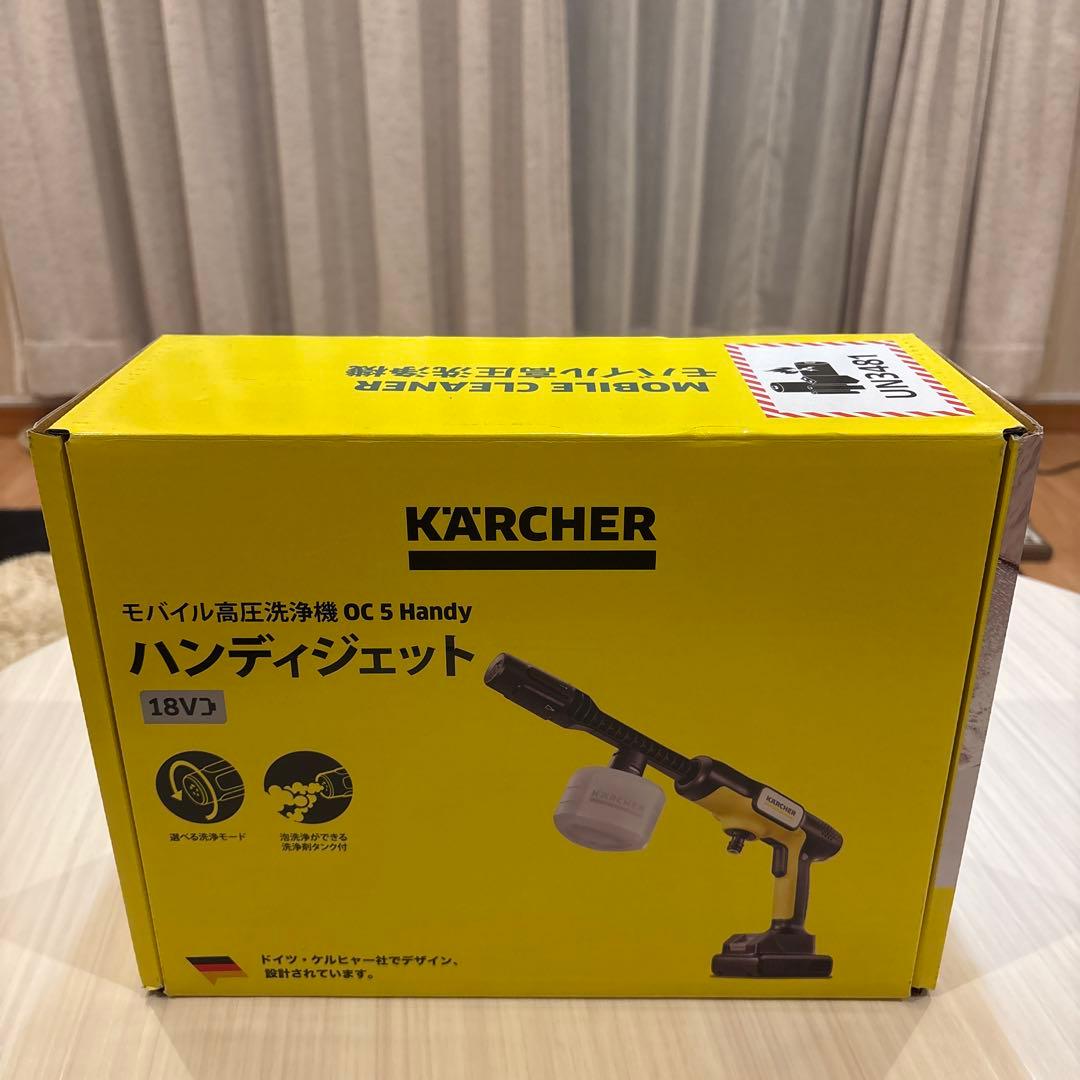 MOBILE CLEANER
モバイル高圧洗浄機
UN3481
KÄRCHER
モバイル高圧洗浄機 OC 5 Handy
ハンディジェット
18V
選べる洗浄モード
泡洗浄ができる
洗浄剤タンク付
KÄRCHER
KÄRCHER
ドイツ・ケルヒャー社でデザイン、
設計されています。